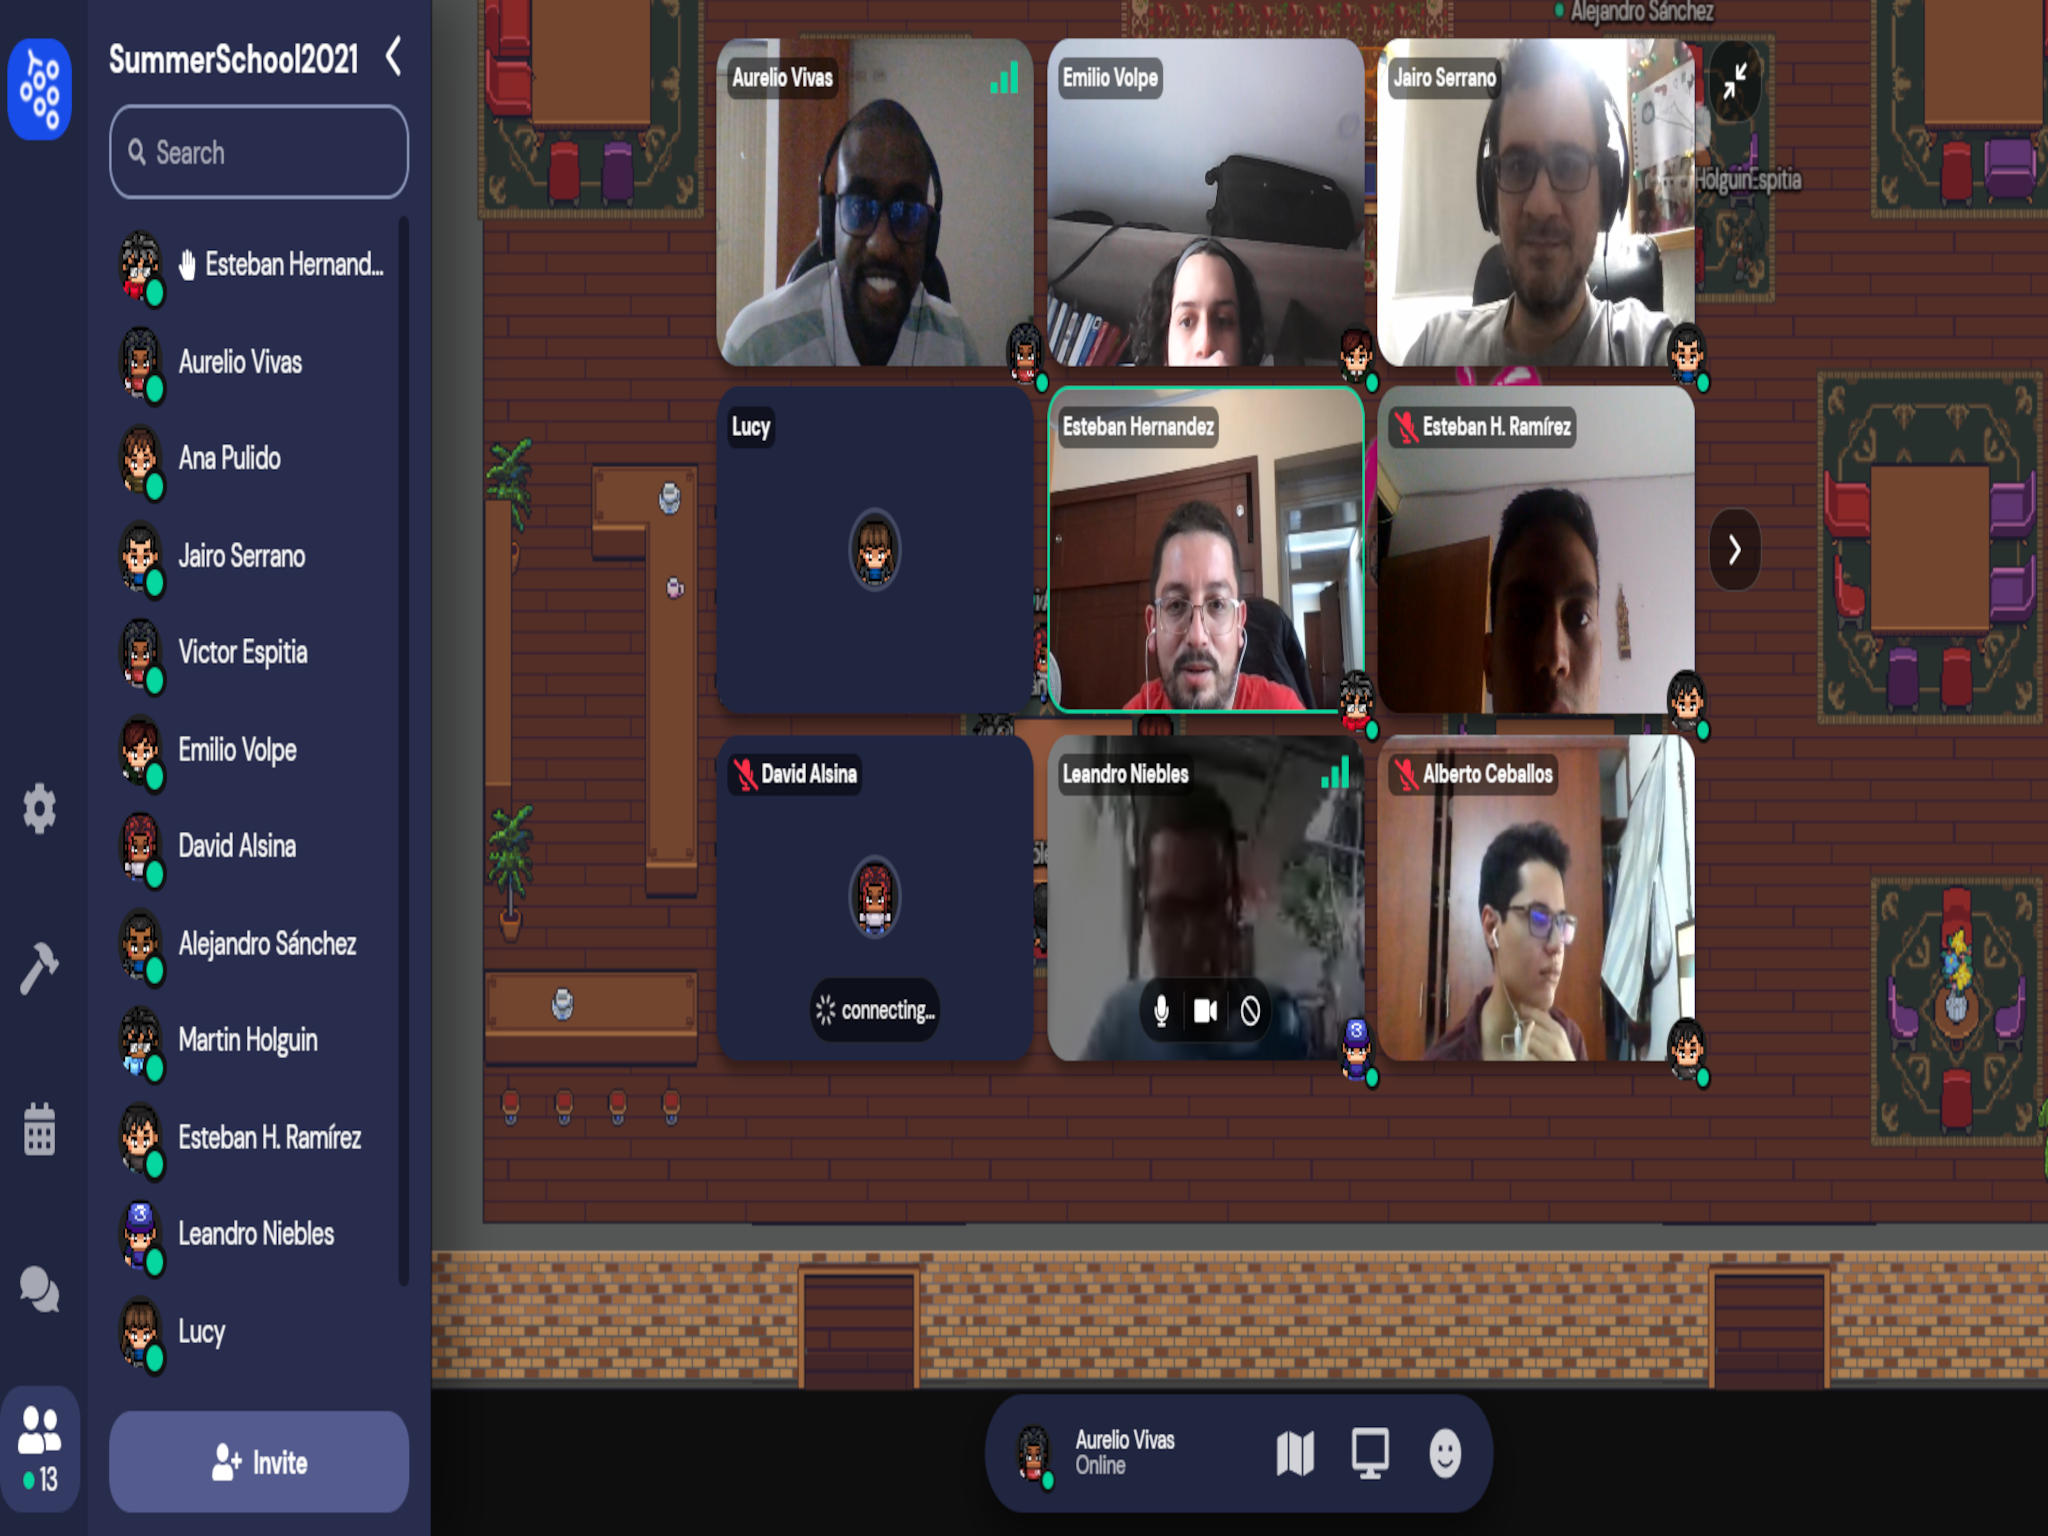 SummerSchool2021
Search
Esteban Hernand...
Aurelio Vivas
Ana Pulido
Jairo Serrano
Victor Espitia
Emilio Volpe
David Alsina
Alejandro Sánchez
Martin Holguin
Esteban H. Ramírez
Leandro Niebles
Lucy
Invite
13
Alejandro Sánchez
Aurelio Vivas
Emilio Volpe
Jairo Serrano
HolguinEspitia
Lucy
Esteban Hernandez
Esteban H. Ramírez
David Alsina
Leandro Niebles
Alberto Ceballos
connecting...
3
Aurelio Vivas
Online